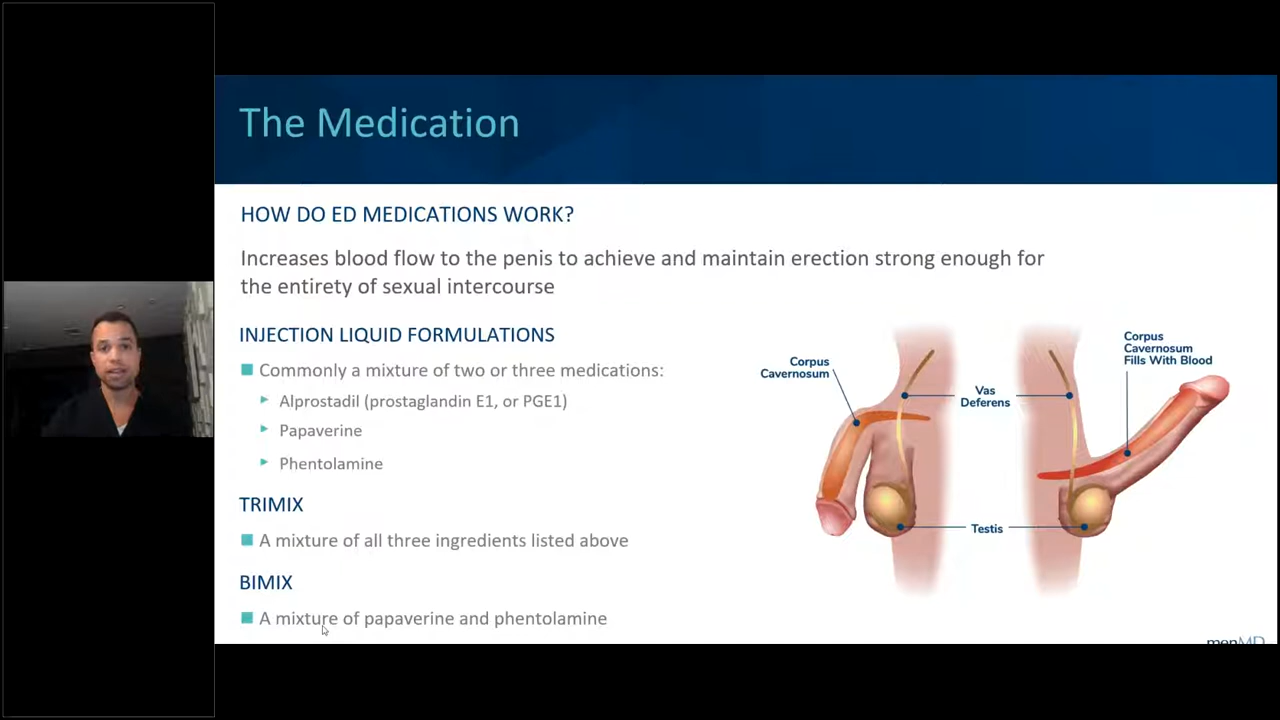 The Medication
HOW DO ED MEDICATIONS WORK?
Increases blood flow to the penis to achieve and maintain erection strong enough for
the entirety of sexual intercourse
INJECTION LIQUID FORMULATIONS
Commonly a mixture of two or three medications:
Alprostadil (prostaglandin E1, or PGE1)
Papaverine
Phentolamine
TRIMIX
A mixture of all three ingredients listed above
BIMIX
A mixture of papaverine and phentolamine
Corpus
Cavernosum
Vas
Deferens
Corpus
Cavernosum
Fills With Blood
Testis
menMD